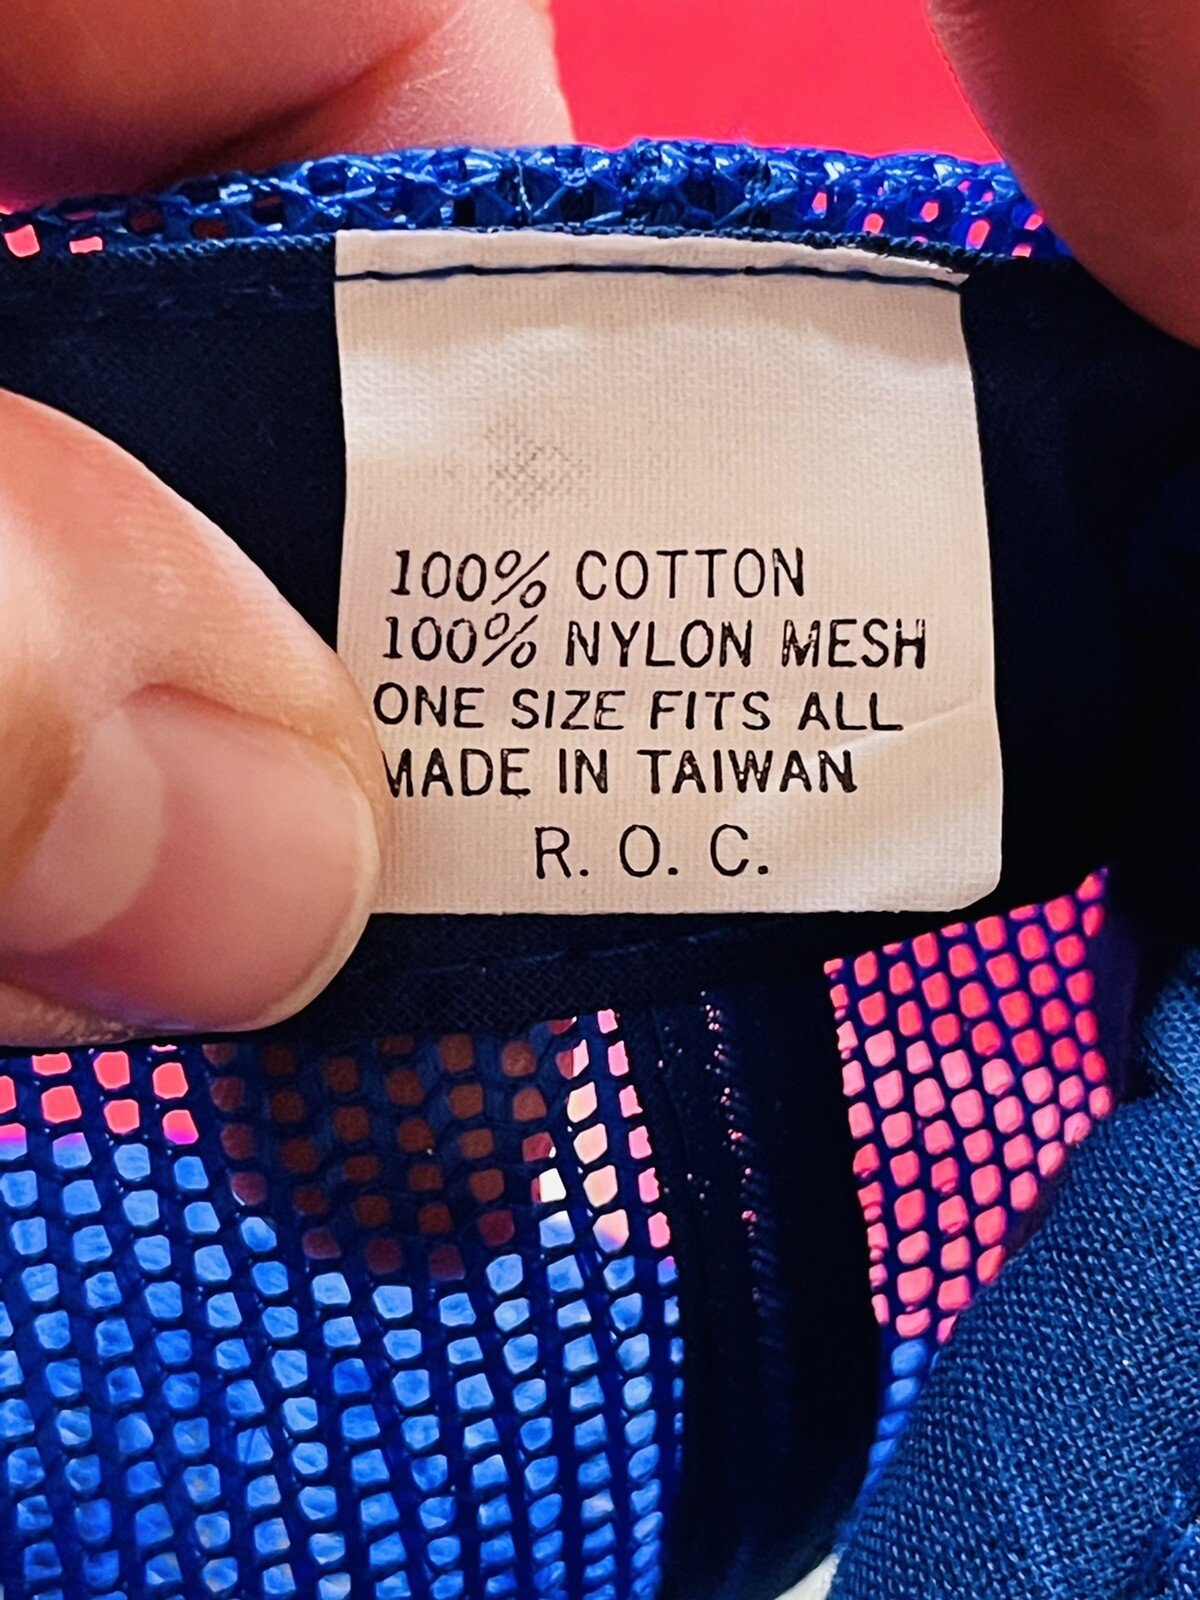 100% COTTON
100% NYLON MESH
ONE SIZE FITS ALL
MADE IN TAIWAN
R. O. C.